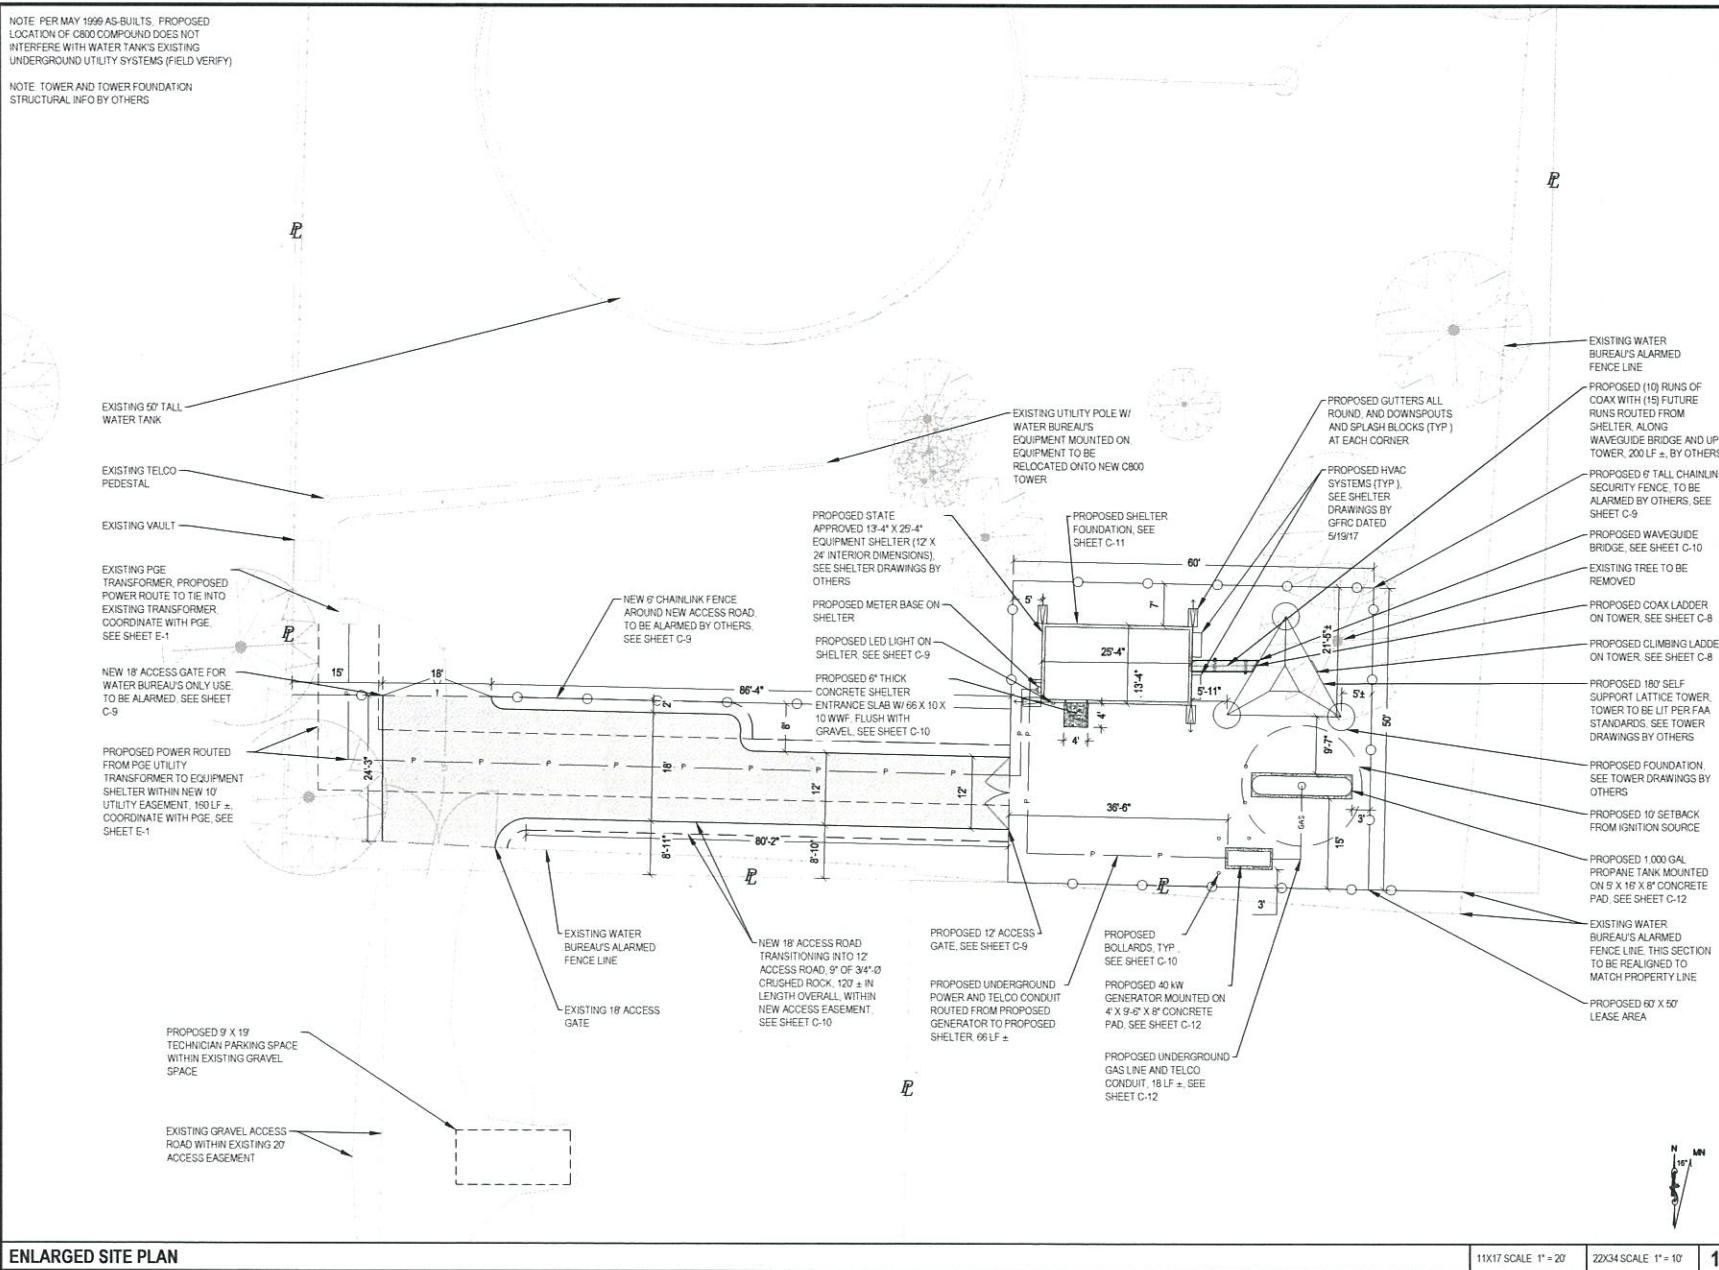 NOTE PER MAY 1999 AS-BUILTS, PROPOSED
LOCATION OF C800 COMPOUND DOES NOT
INTERFERE WITH WATER TANK'S EXISTING
UNDERGROUND UTILITY SYSTEMS (FIELD VERIFY)
NOTE TOWER AND TOWER FOUNDATION
STRUCTURAL INFO BY OTHERS
PL
PL
EXISTING 50' TALL
WATER TANK
EXISTING TELCO
PEDESTAL
EXISTING VAULT
EXISTING PGE
TRANSFORMER, PROPOSED
POWER ROUTE TO TIE INTO
EXISTING TRANSFORMER,
COORDINATE WITH PGE,
SEE SHEET E-1
PL
NEW 18' ACCESS GATE FOR
WATER BUREAU'S ONLY USE,
TO BE ALARMED, SEE SHEET
C-9
PROPOSED POWER ROUTED
FROM PGE UTILITY
TRANSFORMER TO EQUIPMENT
SHELTER WITHIN NEW 10'
UTILITY EASEMENT, 160 LF ±,
COORDINATE WITH PGE, SEE
SHEET E-1
NEW 6' CHAINLINK FENCE
AROUND NEW ACCESS ROAD,
TO BE ALARMED BY OTHERS,
SEE SHEET C-9
EXISTING UTILITY POLE W/
WATER BUREAU'S
EQUIPMENT MOUNTED ON,
EQUIPMENT TO BE
RELOCATED ONTO NEW C800
TOWER
PROPOSED STATE
APPROVED 13'-4" X 25'-4"
EQUIPMENT SHELTER (12' X
24' INTERIOR DIMENSIONS),
SEE SHELTER DRAWINGS BY
OTHERS
PROPOSED METER BASE ON
SHELTER
PROPOSED LED LIGHT ON
SHELTER, SEE SHEET C-9
PROPOSED 6" THICK
CONCRETE SHELTER
ENTRANCE SLAB W/ 66 X 10 X
10 WWF, FLUSH WITH
GRAVEL, SEE SHEET C-10
PROPOSED SHELTER
FOUNDATION, SEE
SHEET C-11
PROPOSED GUTTERS ALL
ROUND, AND DOWNSPOUTS
AND SPLASH BLOCKS (TYP)
AT EACH CORNER
PROPOSED HVAC
SYSTEMS (TYP),
SEE SHELTER
DRAWINGS BY
GFRC DATED
5/19/17
EXISTING WATER
BUREAU'S ALARMED
FENCE LINE
PROPOSED (10) RUNS OF
COAX WITH (15) FUTURE
RUNS ROUTED FROM
SHELTER, ALONG
WAVEGUIDE BRIDGE AND UP
TOWER, 200 LF ±, BY OTHERS
PROPOSED 6' TALL CHAINLIN
SECURITY FENCE, TO BE
ALARMED BY OTHERS, SEE
SHEET C-9
PROPOSED WAVEGUIDE
BRIDGE, SEE SHEET C-10
EXISTING TREE TO BE
REMOVED
PROPOSED COAX LADDER
ON TOWER, SEE SHEET C-8
PROPOSED CLIMBING LADDE
ON TOWER, SEE SHEET C-8
PROPOSED 180' SELF
SUPPORT LATTICE TOWER,
TOWER TO BE LIT PER FAA
STANDARDS, SEE TOWER
DRAWINGS BY OTHERS
PROPOSED FOUNDATION,
SEE TOWER DRAWINGS BY
OTHERS
PROPOSED 10' SETBACK
FROM IGNITION SOURCE
PROPOSED 1,000 GAL
PROPANE TANK MOUNTED
ON 5' X 16' X 8" CONCRETE
PAD, SEE SHEET C-12
EXISTING WATER
BUREAU'S ALARMED
FENCE LINE, THIS SECTION
TO BE REALIGNED TO
MATCH PROPERTY LINE
PROPOSED 60' X 50'
LEASE AREA
15'
18'
86'-4"
60'
5'
7'
25'-4"
13'-4"
5'-11"
21'-5"±
5'±
50'
4'
4'
9'-7"
3'
15'
GAS
3'
36'-6"
2'
8'
18'
12'
12'
24'-3"
80'-2"
8'-11"
8'-10"
P P P P P P P P P
P
P
P
P P
PL
PL
EXISTING WATER
BUREAU'S ALARMED
FENCE LINE
EXISTING 18' ACCESS
GATE
NEW 18' ACCESS ROAD
TRANSITIONING INTO 12'
ACCESS ROAD, 9" OF 3/4"-Ø
CRUSHED ROCK, 120' ± IN
LENGTH OVERALL, WITHIN
NEW ACCESS EASEMENT,
SEE SHEET C-10
PROPOSED 12' ACCESS
GATE, SEE SHEET C-9
PROPOSED UNDERGROUND
POWER AND TELCO CONDUIT
ROUTED FROM PROPOSED
GENERATOR TO PROPOSED
SHELTER, 66 LF ±
PROPOSED
BOLLARDS, TYP.,
SEE SHEET C-10
PROPOSED 40 kW
GENERATOR MOUNTED ON
4' X 9'-6" X 8" CONCRETE
PAD, SEE SHEET C-12
PROPOSED UNDERGROUND
GAS LINE AND TELCO
CONDUIT, 18 LF ±, SEE
SHEET C-12
PROPOSED 9' X 19'
TECHNICIAN PARKING SPACE
WITHIN EXISTING GRAVEL
SPACE
EXISTING GRAVEL ACCESS
ROAD WITHIN EXISTING 20'
ACCESS EASEMENT
PL
N MN
16°
ENLARGED SITE PLAN
11X17 SCALE 1" = 20'
22X34 SCALE 1" = 10'
1